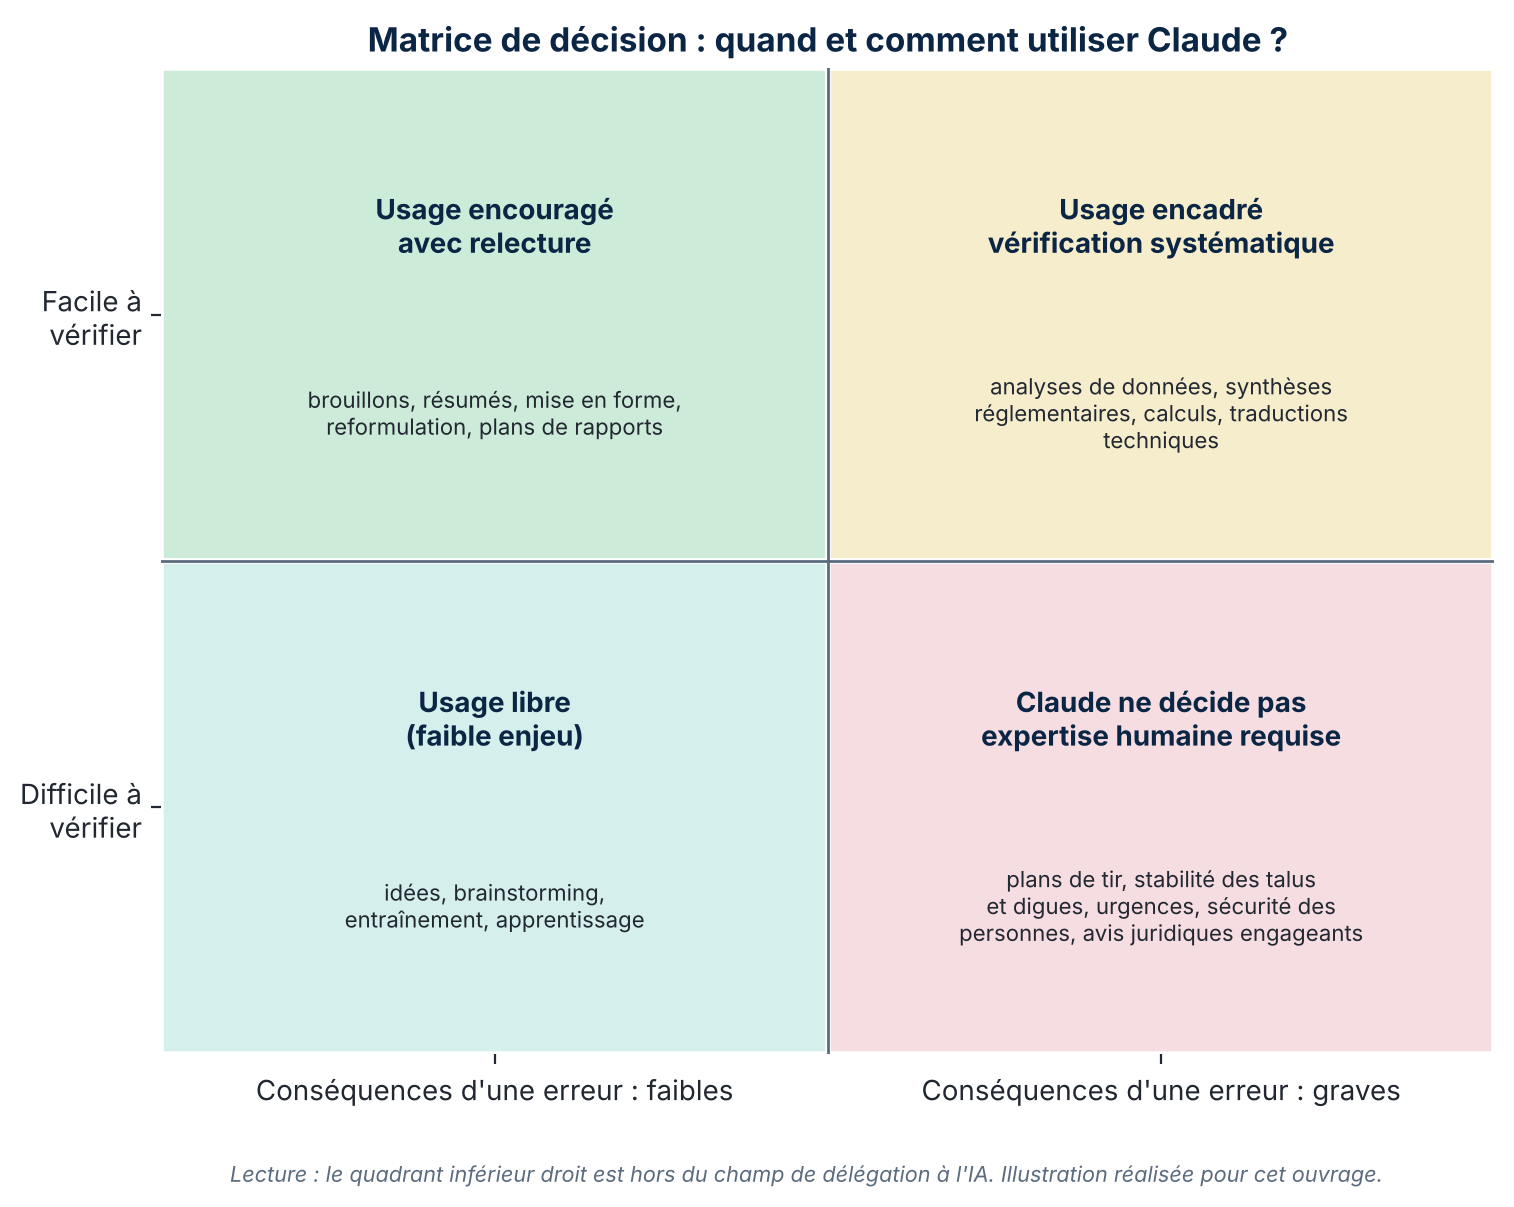 Matrice de décision : quand et comment utiliser Claude ?
Usage encouragé
avec relecture
Usage encadré
vérification systématique
Facile à
vérifier
brouillons, résumés, mise en forme,
reformulation, plans de rapports
analyses de données, synthèses
réglementaires, calculs, traductions
techniques
Usage libre
(faible enjeu)
Claude ne décide pas
expertise humaine requise
Difficile à
vérifier
idées, brainstorming,
entraînement, apprentissage
plans de tir, stabilité des talus
et digues, urgences, sécurité des
personnes, avis juridiques engageants
Conséquences d'une erreur : faibles
Conséquences d'une erreur : graves
Lecture : le quadrant inférieur droit est hors du champ de délégation à l'IA. Illustration réalisée pour cet ouvrage.